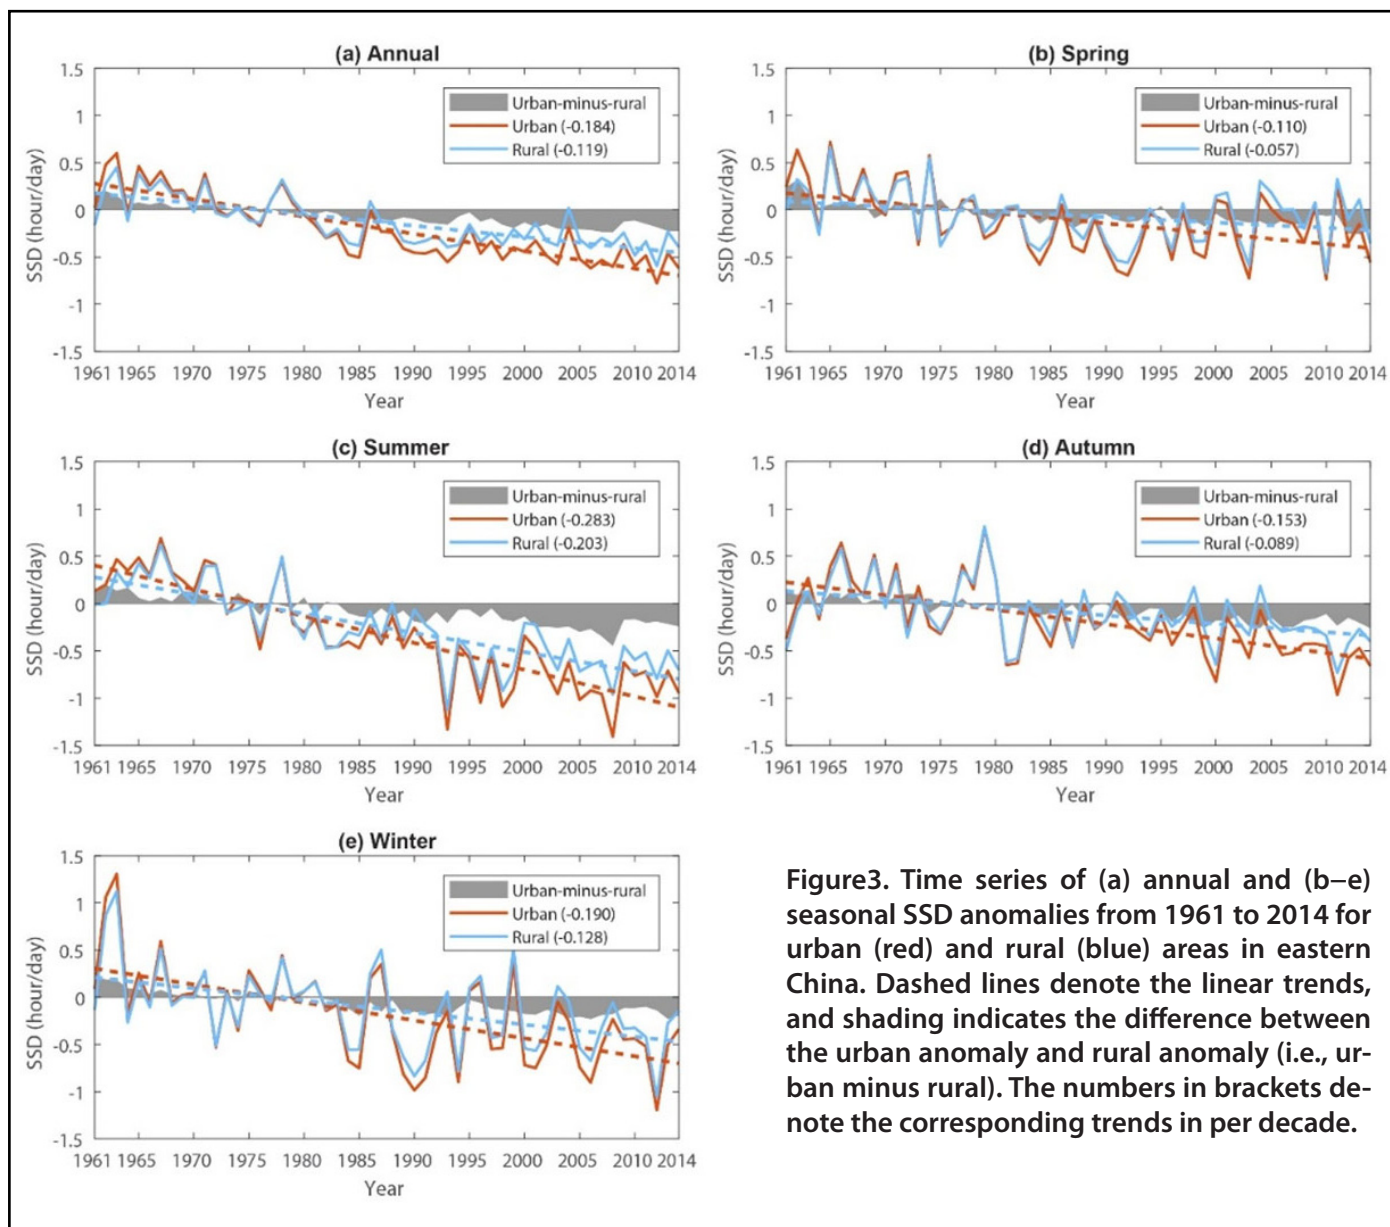 (a) Annual
1.5
1
0.5
0
-0.5
-1
-1.5
SSD (hour/day)
Urban-minus-rural
Urban (-0.184)
Rural (-0.119)
1961 1965 1970 1975 1980 1985 1990 1995 2000 2005 2010 2014
Year
(b) Spring
1.5
1
0.5
0
-0.5
-1
-1.5
SSD (hour/day)
Urban-minus-rural
Urban (-0.110)
Rural (-0.057)
1961 1965 1970 1975 1980 1985 1990 1995 2000 2005 2010 2014
Year
(c) Summer
1.5
1
0.5
0
-0.5
-1
-1.5
SSD (hour/day)
Urban-minus-rural
Urban (-0.283)
Rural (-0.203)
1961 1965 1970 1975 1980 1985 1990 1995 2000 2005 2010 2014
Year
(d) Autumn
1.5
1
0.5
0
-0.5
-1
-1.5
SSD (hour/day)
Urban-minus-rural
Urban (-0.153)
Rural (-0.089)
1961 1965 1970 1975 1980 1985 1990 1995 2000 2005 2010 2014
Year
(e) Winter
1.5
1
0.5
0
-0.5
-1
-1.5
SSD (hour/day)
Urban-minus-rural
Urban (-0.190)
Rural (-0.128)
1961 1965 1970 1975 1980 1985 1990 1995 2000 2005 2010 2014
Year
Figure3. Time series of (a) annual and (b–e)
seasonal SSD anomalies from 1961 to 2014 for
urban (red) and rural (blue) areas in eastern
China. Dashed lines denote the linear trends,
and shading indicates the difference between
the urban anomaly and rural anomaly (i.e., ur-
ban minus rural). The numbers in brackets de-
note the corresponding trends in per decade.